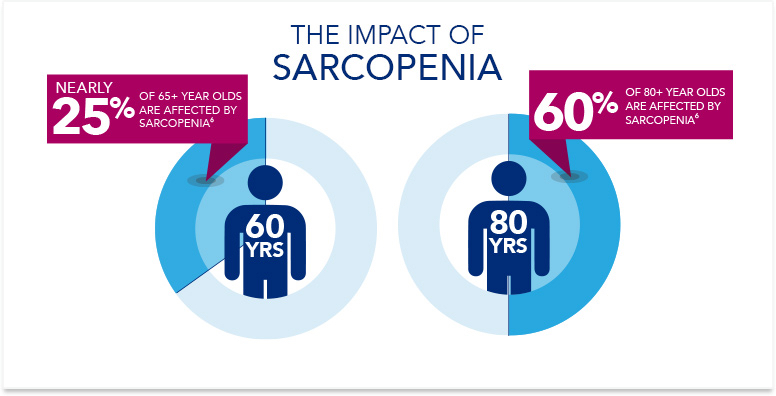 THE IMPACT OF
SARCOPENIA
NEARLY
25%
OF 65+ YEAR OLDS
ARE AFFECTED BY
SARCOPENIA⁶
60%
OF 80+ YEAR OLDS
ARE AFFECTED BY
SARCOPENIA⁶
60
YRS
80
YRS